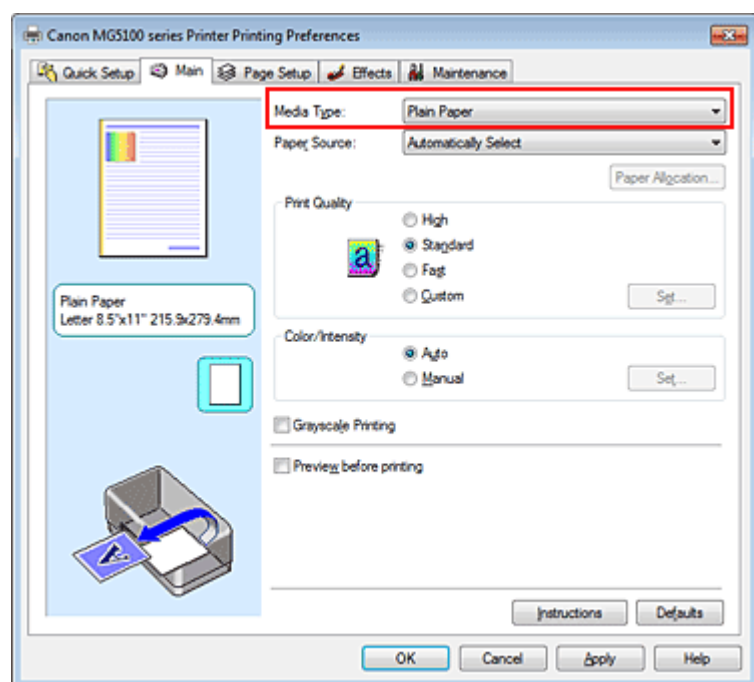 Canon MG5100 series Printer Printing Preferences
Quick Setup Main Page Setup Effects Maintenance
Media Type: Plain Paper
Paper Source: Automatically Select
Paper Allocation...
Print Quality
High
a Standard
Fast
Custom Set...
Plain Paper
Letter 8.5"x11" 215.9x279.4mm
Color/Intensity
Auto
Manual Set...
Grayscale Printing
Preview before printing
Instructions Defaults
OK Cancel Apply Help